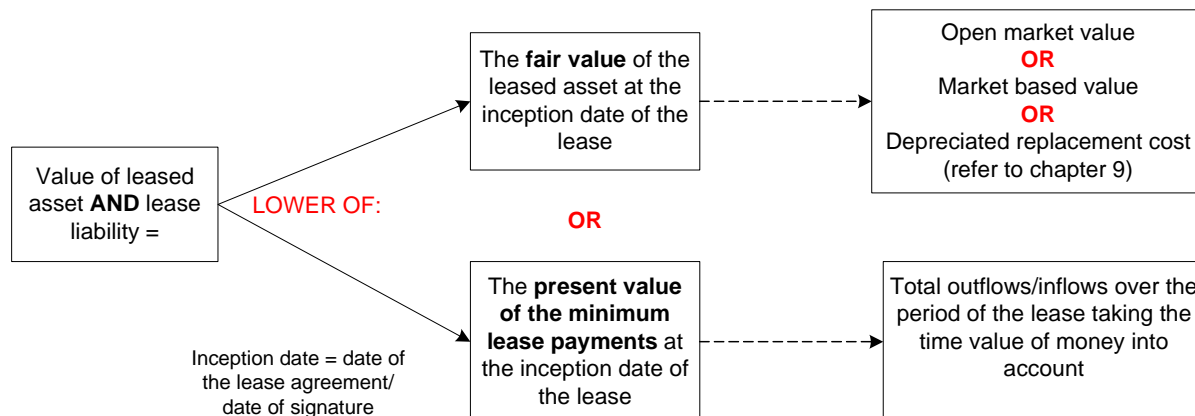 Value of leased
asset AND lease
liability =
LOWER OF:
The fair value of the
leased asset at the
inception date of the
lease
Open market value
OR
Market based value
OR
Depreciated replacement cost
(refer to chapter 9)
OR
The present value
of the minimum
lease payments at
the inception date of
the lease
Total outflows/inflows over the
period of the lease taking the
time value of money into
account
Inception date = date of
the lease agreement/
date of signature